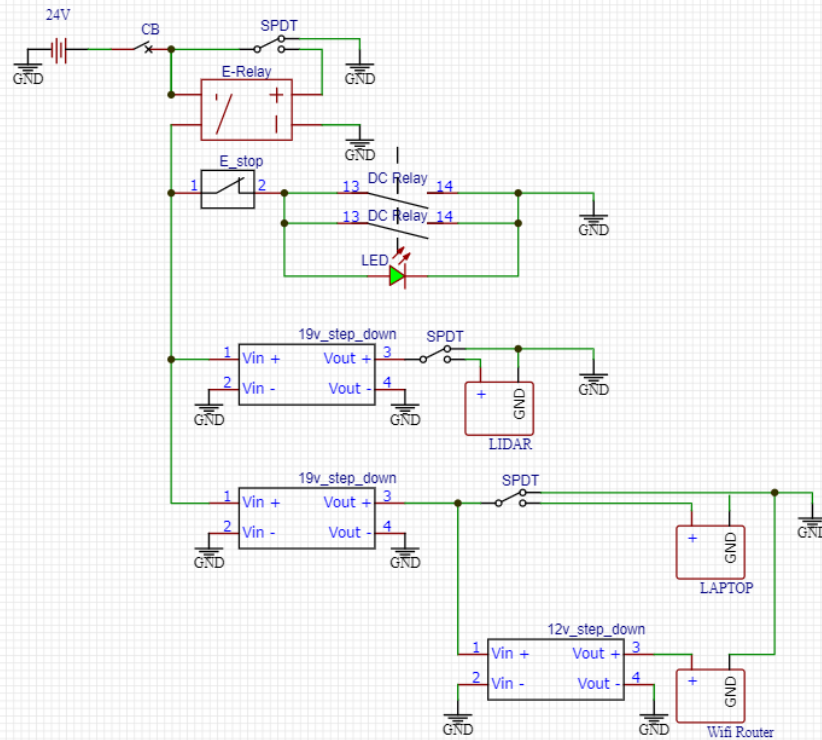 24V
CB
SPDT
GND
GND
E-Relay
+
GND
E_stop
1
2
13
DC Relay
14
13
DC Relay
14
GND
LED
19v_step_down
SPDT
1
Vin +
Vout +
3
2
Vin -
Vout -
4
GND
GND
+
GND
GND
LIDAR
19v_step_down
SPDT
1
Vin +
Vout +
3
2
Vin -
Vout -
4
GND
GND
GND
+
GND
LAPTOP
12v_step_down
1
Vin +
Vout +
3
2
Vin -
Vout -
4
+
GND
GND
GND
Wifi Router